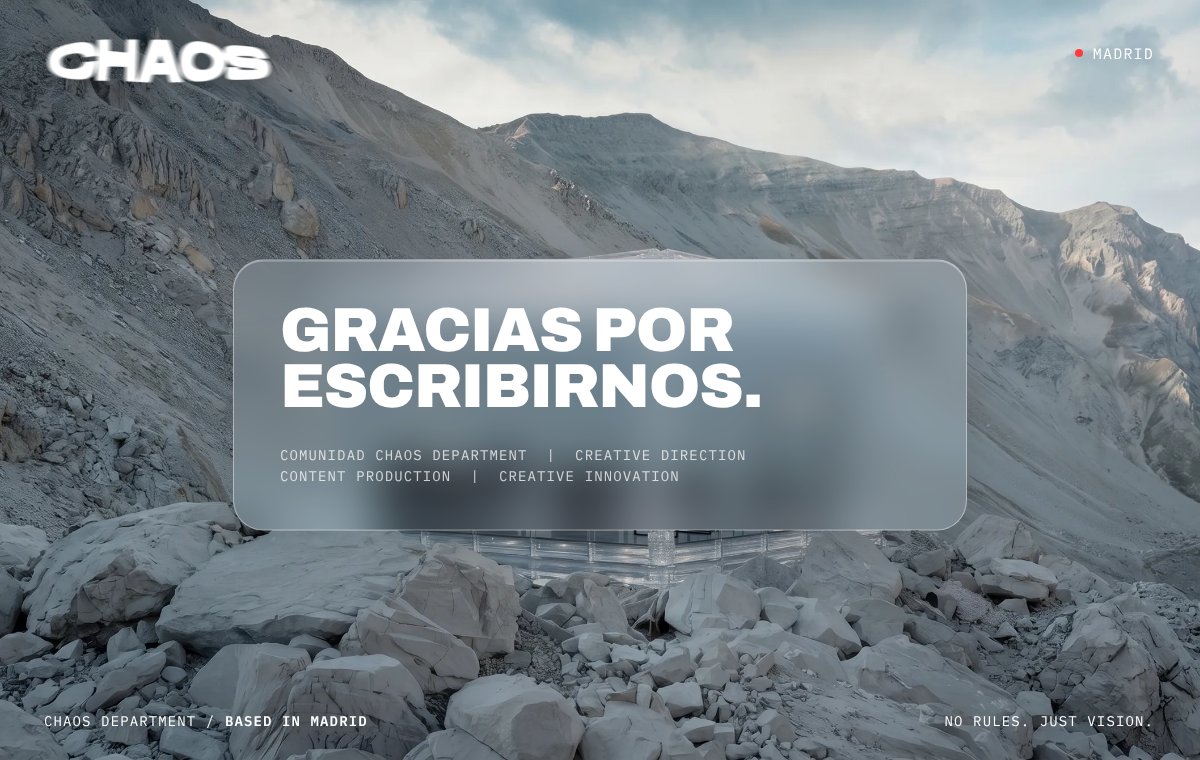 CHAOS
MADRID
GRACIAS POR
ESCRIBIRNOS.
COMUNIDAD CHAOS DEPARTMENT | CREATIVE DIRECTION
CONTENT PRODUCTION | CREATIVE INNOVATION
CHAOS DEPARTMENT / BASED IN MADRID
NO RULES. JUST VISION.